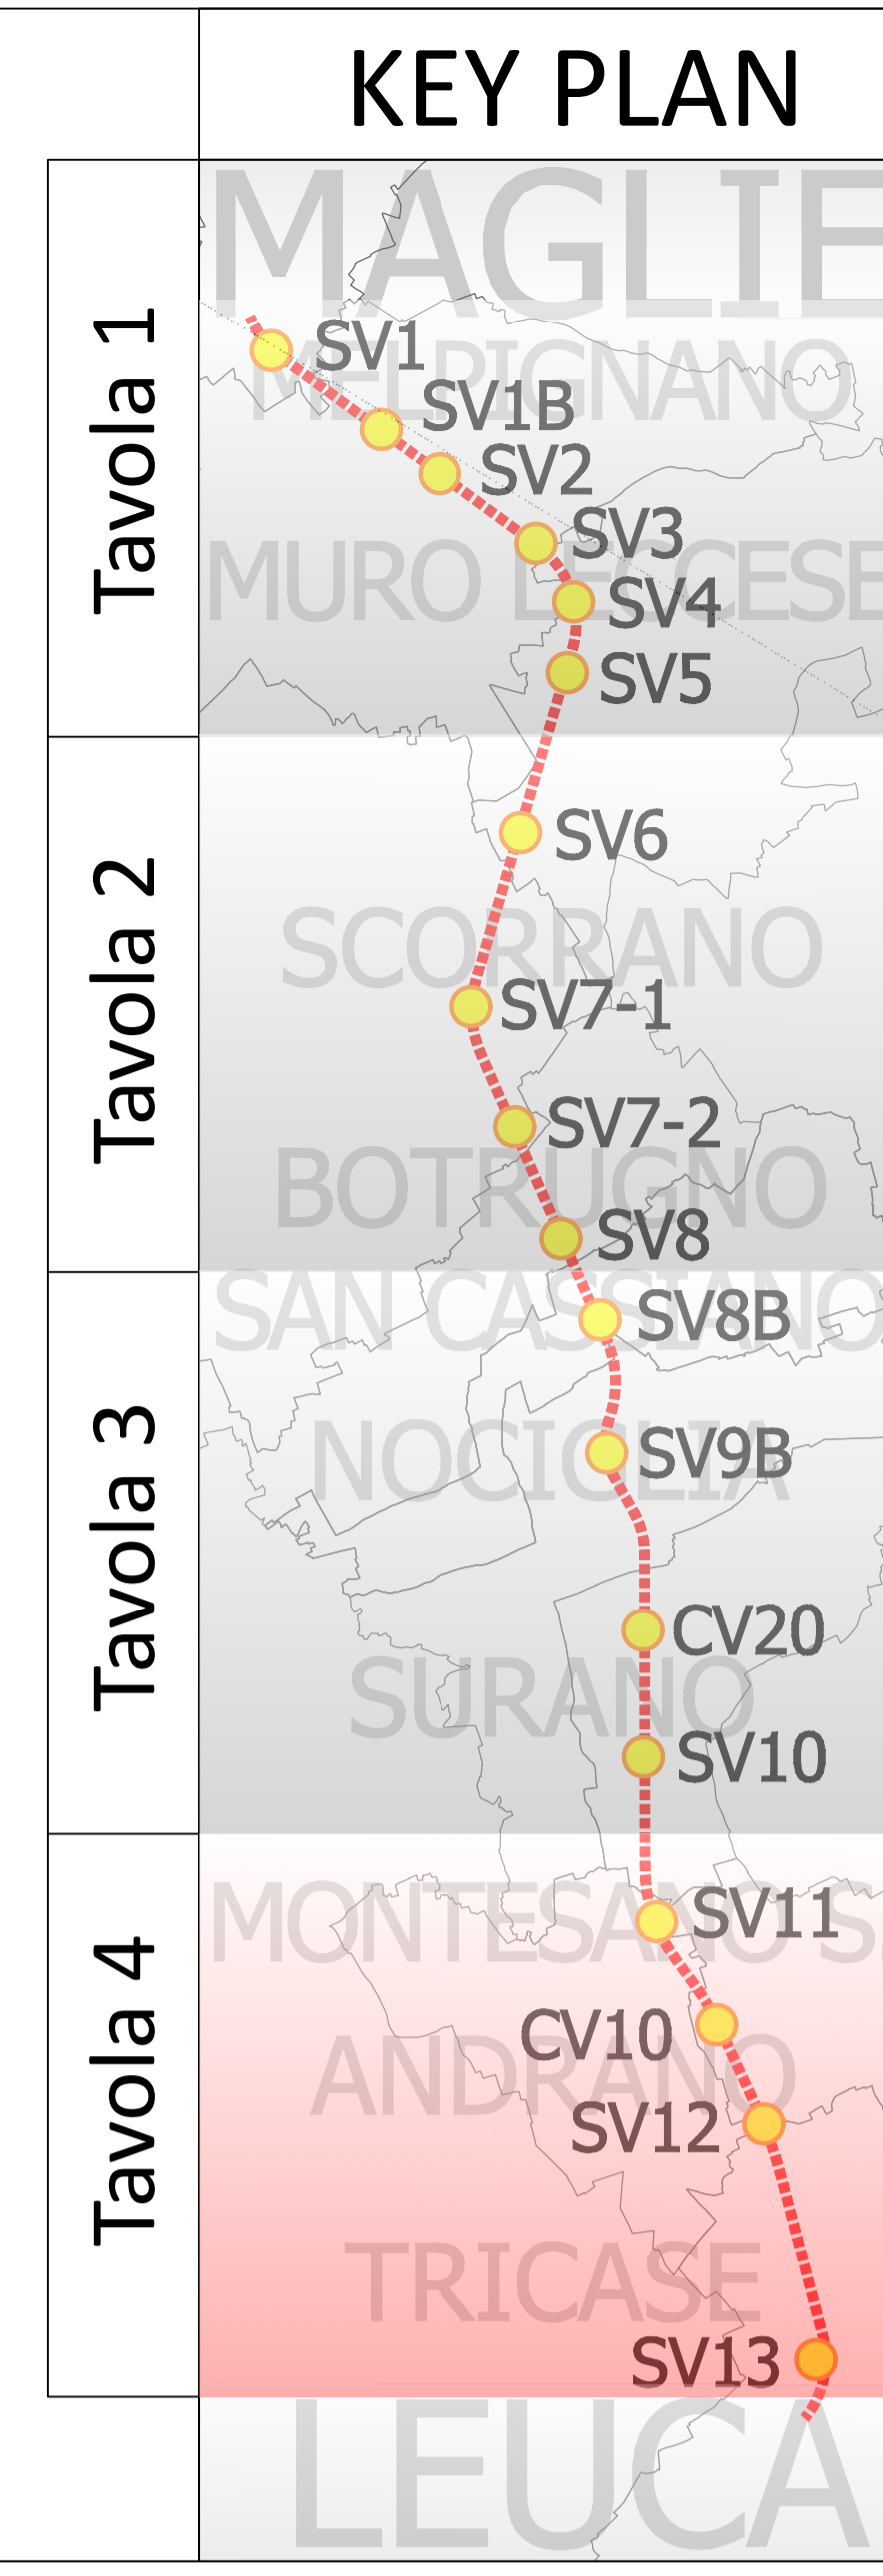 KEY PLAN
Tavola 1
MAGLIE
SV1
MELPIGNANO
SV1B
SV2
SV3
MURO LECCESE
SV4
SV5
Tavola 2
SV6
SCORRANO
SV7-1
SV7-2
BOTRUGNO
SV8
Tavola 3
SAN CASSIANO
SV8B
NOCIGLIA
SV9B
CV20
SURANO
SV10
Tavola 4
MONTESANO S
SV11
CV10
ANDRANO
SV12
TRICASE
SV13
LEUCA